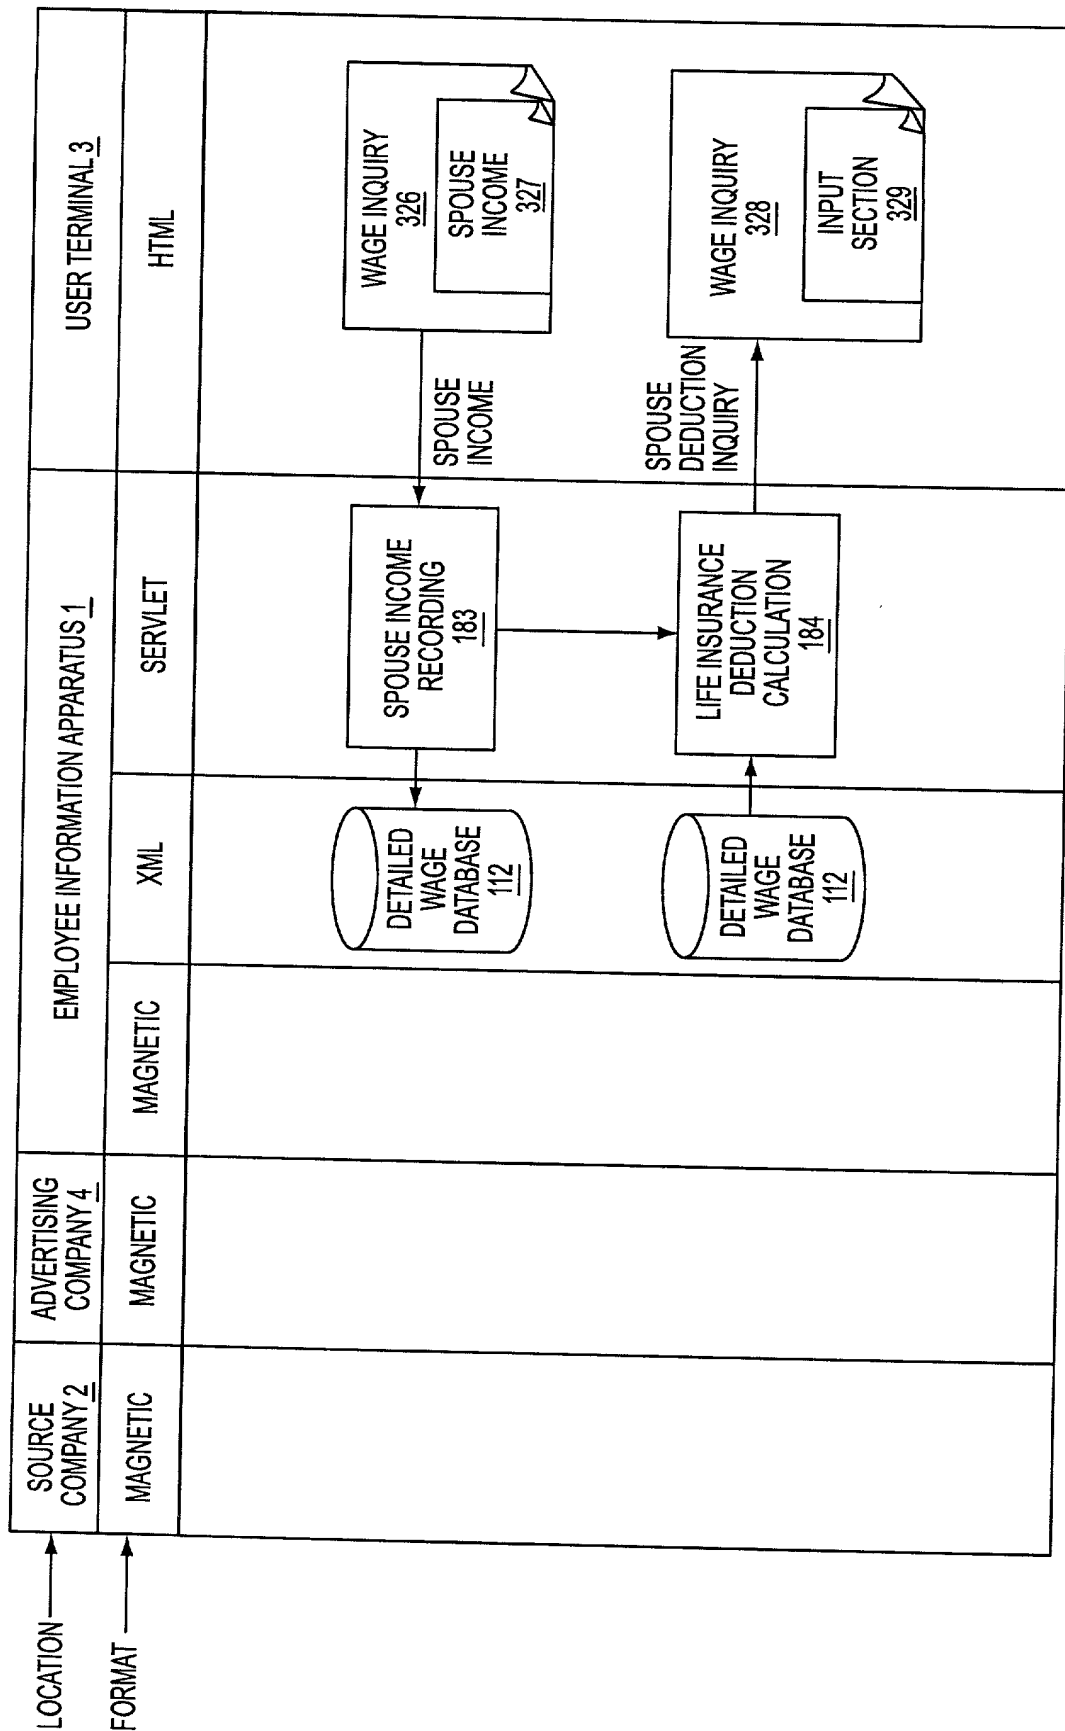 LOCATION
SOURCE
COMPANY 2
ADVERTISING
COMPANY 4
EMPLOYEE INFORMATION APPARATUS 1
USER TERMINAL 3
FORMAT
MAGNETIC
MAGNETIC
MAGNETIC
XML
SERVLET
HTML
DETAILED
WAGE
DATABASE
112
SPOUSE INCOME
RECORDING
183
SPOUSE
INCOME
WAGE INQUIRY
326
SPOUSE
INCOME
327
DETAILED
WAGE
DATABASE
112
LIFE INSURANCE
DEDUCTION
CALCULATION
184
SPOUSE
DEDUCTION
INQUIRY
WAGE INQUIRY
328
INPUT
SECTION
329